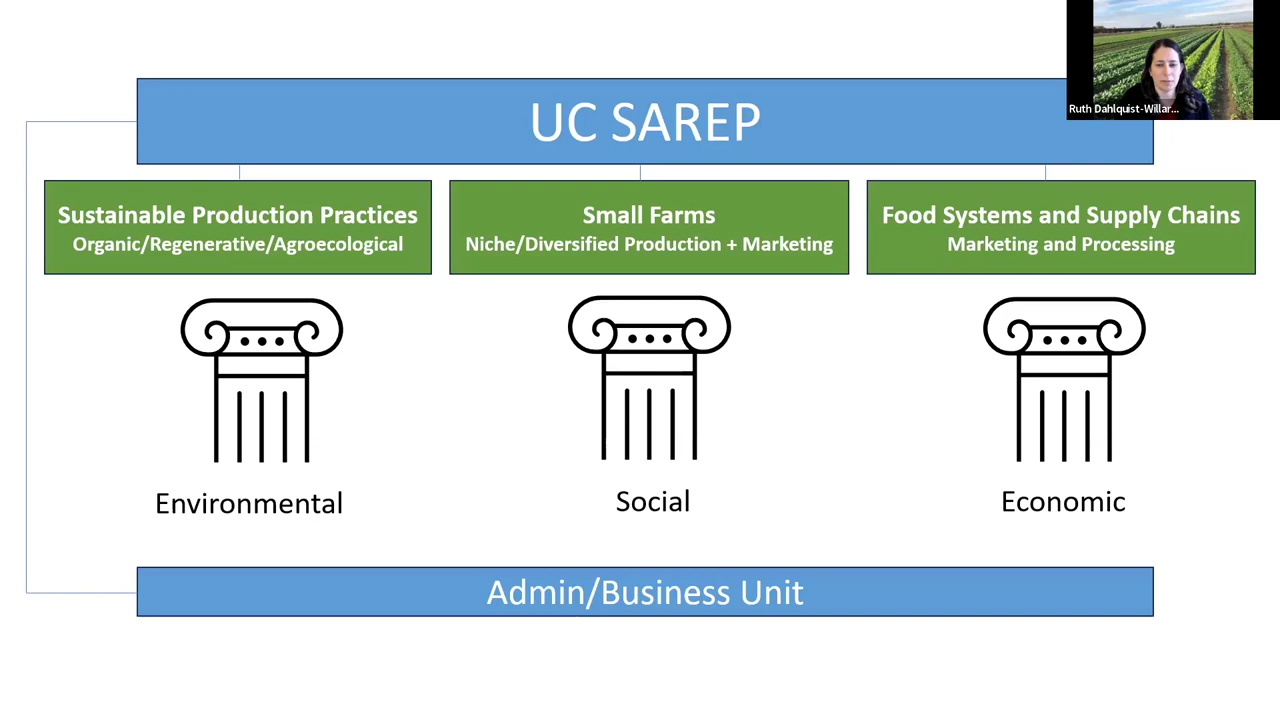 UC SAREP
Ruth Dahlquist-Willar...
Sustainable Production Practices
Organic/Regenerative/Agroecological
Small Farms
Niche/Diversified Production + Marketing
Food Systems and Supply Chains
Marketing and Processing
Environmental
Social
Economic
Admin/Business Unit